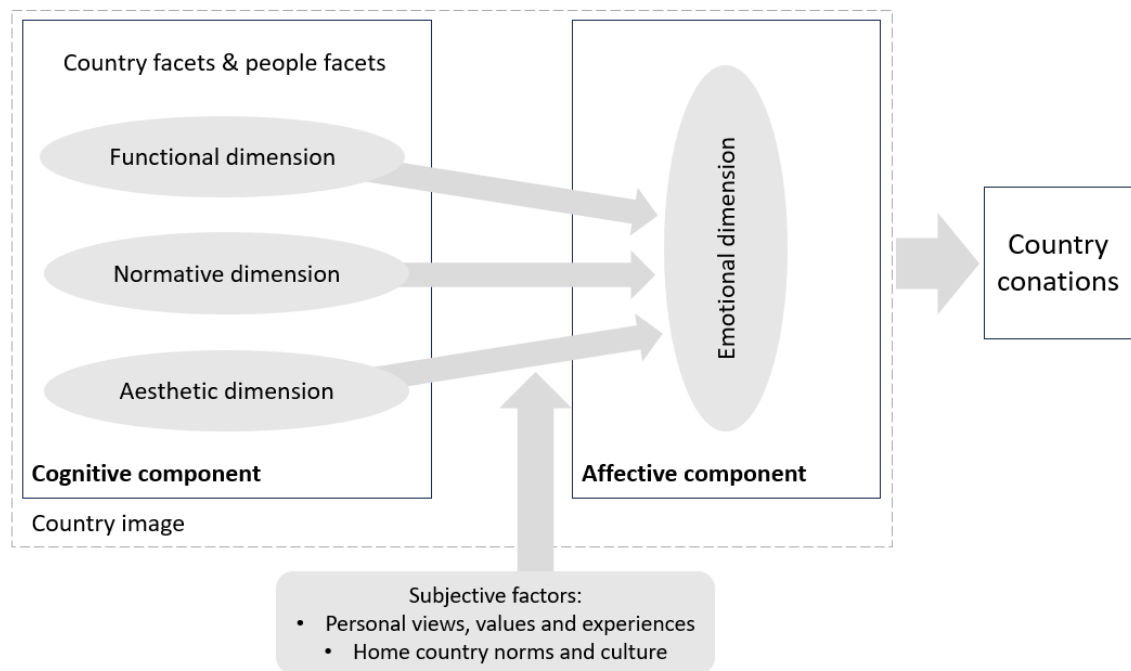 Country facets & people facets
Functional dimension
Normative dimension
Aesthetic dimension
Cognitive component
Emotional dimension
Affective component
Country image
Country
conations
Subjective factors:
• Personal views, values and experiences
• Home country norms and culture